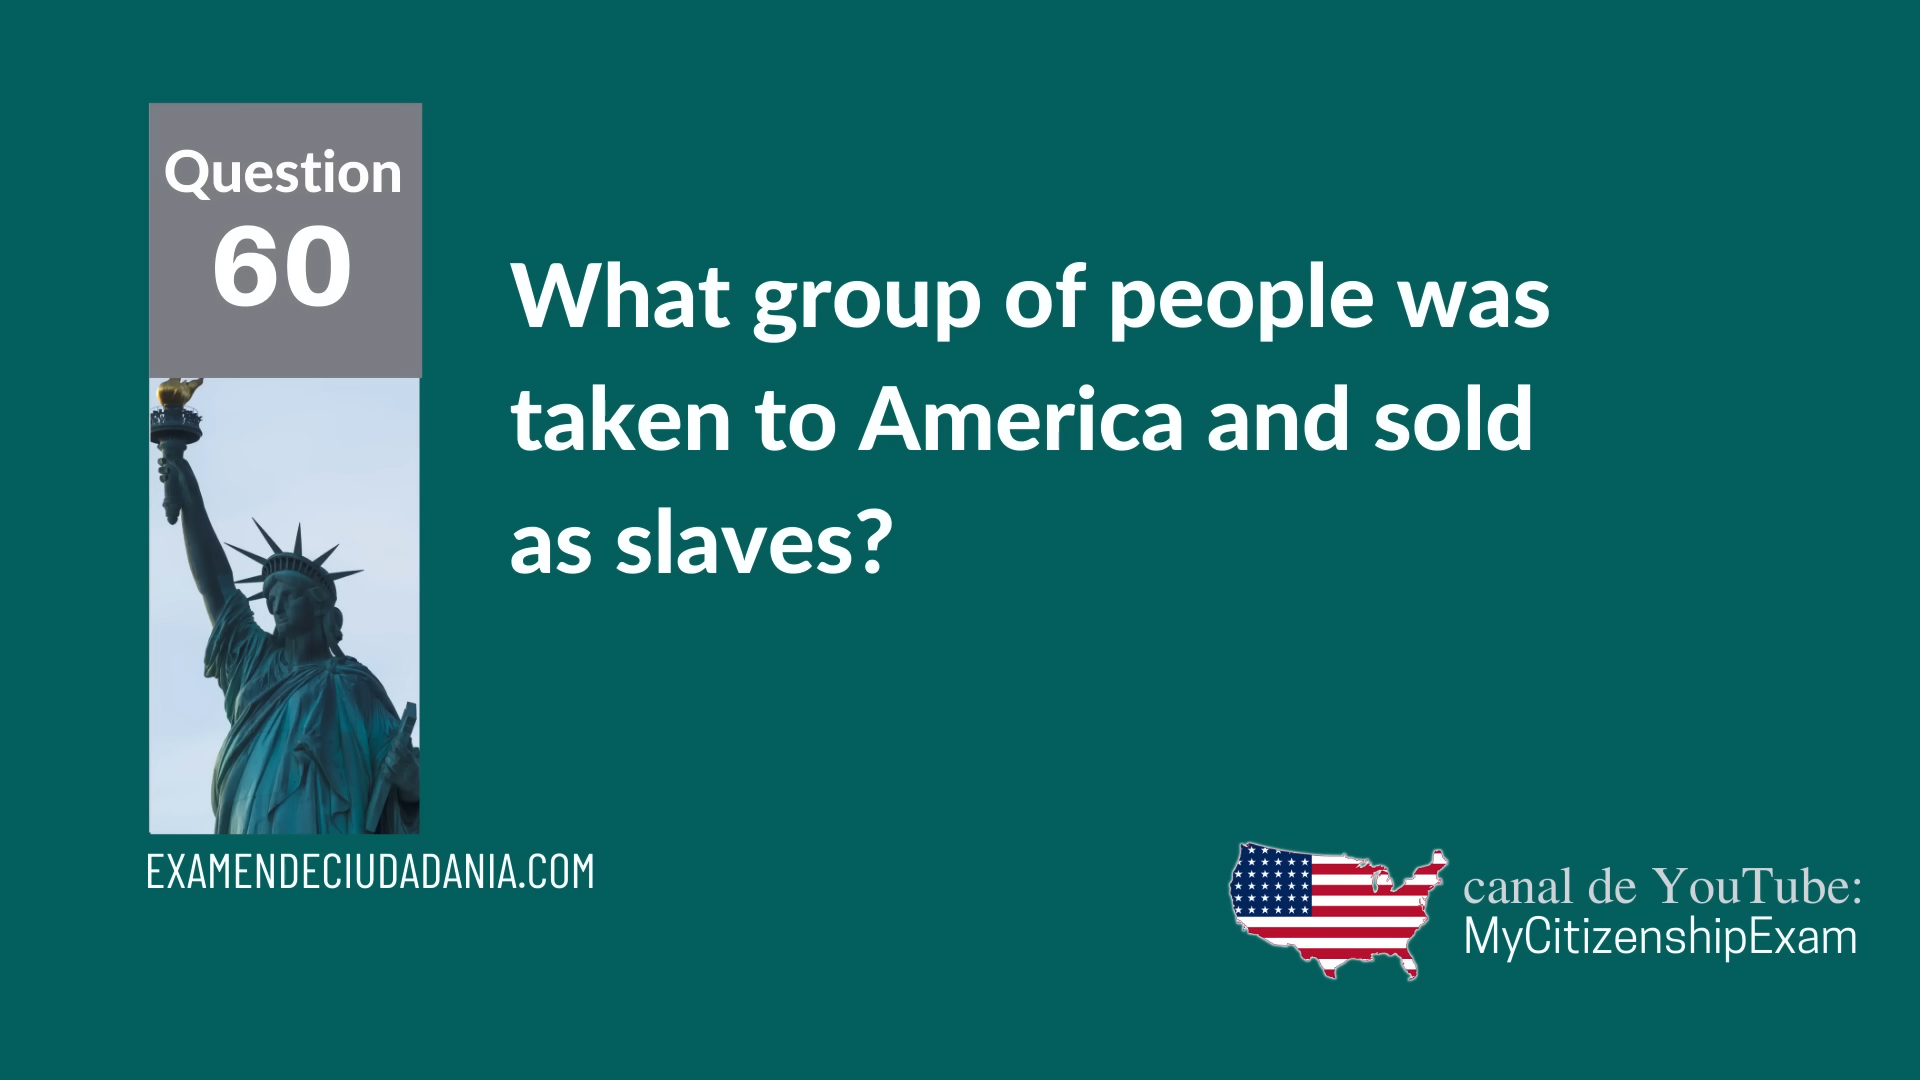 Question
60
What group of people was
taken to America and sold
as slaves?
EXAMENDECIUDADANIA.COM
canal de YouTube:
MyCitizenshipExam